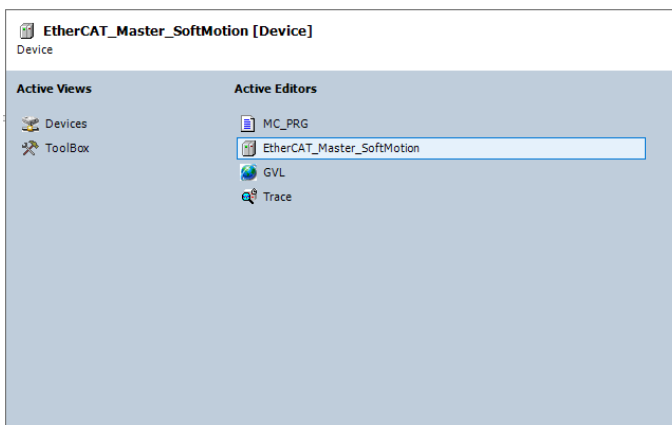 EtherCAT_Master_SoftMotion [Device]
Device
Active Views
Devices
ToolBox
Active Editors
MC_PRG
EtherCAT_Master_SoftMotion
GVL
Trace